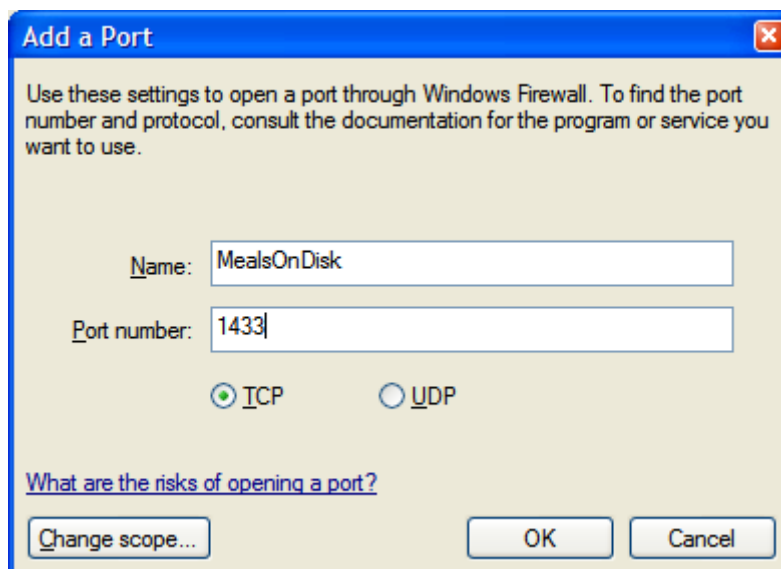 Add a Port
Use these settings to open a port through Windows Firewall. To find the port
number and protocol, consult the documentation for the program or service you
want to use.
Name: MealsOnDisk
Port number: 1433
TCP UDP
What are the risks of opening a port?
Change scope... OK Cancel